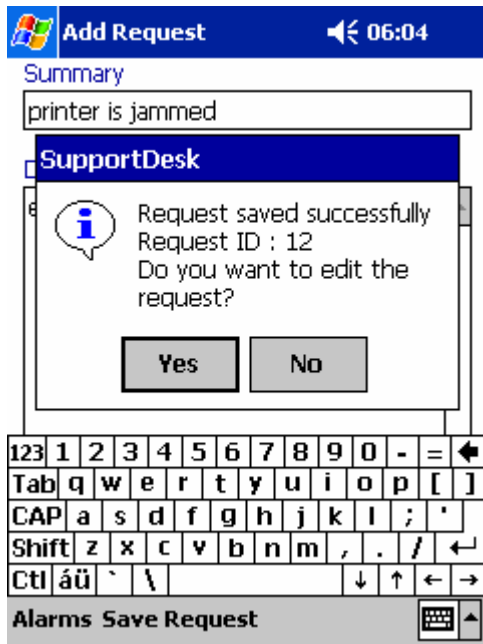 Add Request 06:04
Summary
printer is jammed
SupportDesk
Request saved successfully
Request ID : 12
Do you want to edit the
request?
Yes No
123 1 2 3 4 5 6 7 8 9 0 - =
Tab q w e r t y u i o p [ ]
CAP a s d f g h j k l ; '
Shift z x c v b n m , . /
Ctl áü ` \ ↓ ↑ ← →
Alarms Save Request